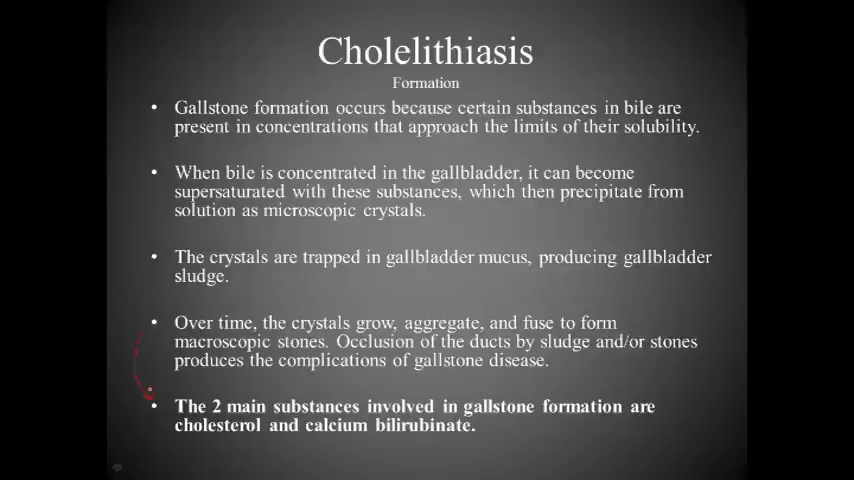 Cholelithiasis
Formation
• Gallstone formation occurs because certain substances in bile are
present in concentrations that approach the limits of their solubility.
• When bile is concentrated in the gallbladder, it can become
supersaturated with these substances, which then precipitate from
solution as microscopic crystals.
• The crystals are trapped in gallbladder mucus, producing gallbladder
sludge.
• Over time, the crystals grow, aggregate, and fuse to form
macroscopic stones. Occlusion of the ducts by sludge and/or stones
produces the complications of gallstone disease.
• The 2 main substances involved in gallstone formation are
cholesterol and calcium bilirubinate.